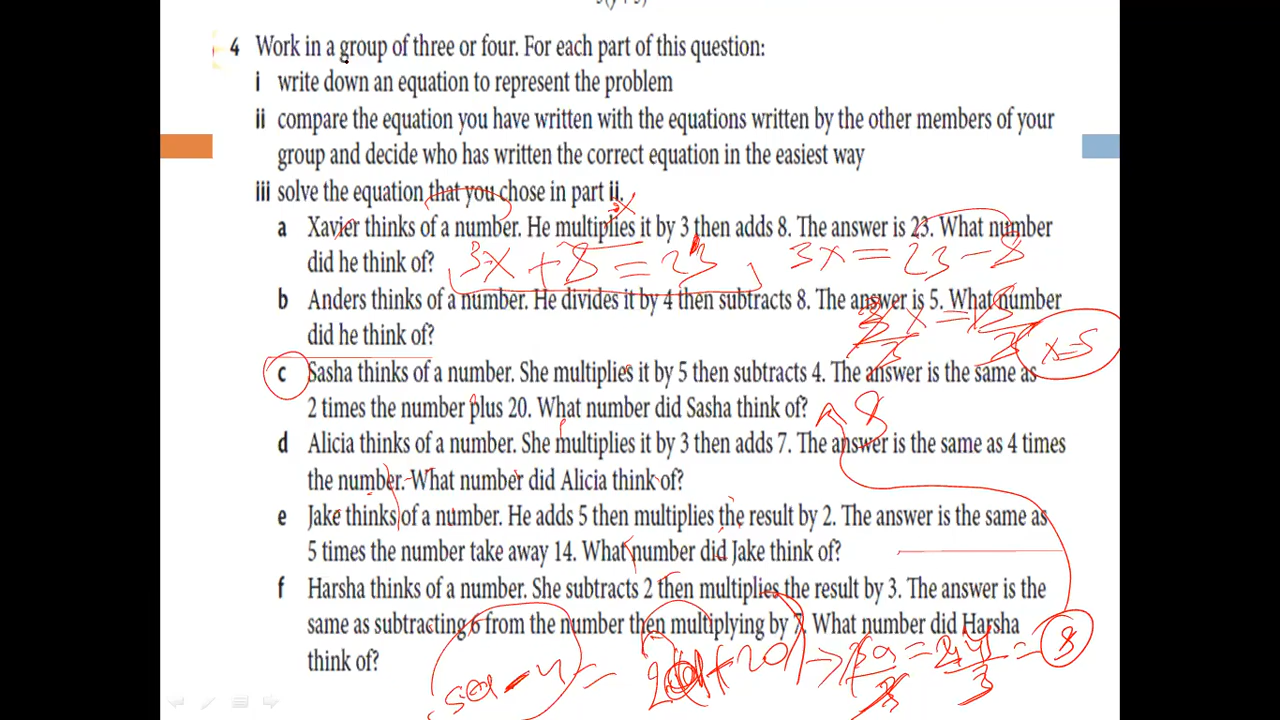 4 Work in a group of three or four. For each part of this question:
i write down an equation to represent the problem
ii compare the equation you have written with the equations written by the other members of your
group and decide who has written the correct equation in the easiest way
iii solve the equation that you chose in part ii.
a Xavier thinks of a number. He multiplies it by 3 then adds 8. The answer is 23. What number
did he think of? 3x + 8 = 23 3x = 23 - 8
b Anders thinks of a number. He divides it by 4 then subtracts 8. The answer is 5. What number
did he think of?
x=5
c Sasha thinks of a number. She multiplies it by 5 then subtracts 4. The answer is the same as
2 times the number plus 20. What number did Sasha think of? 8
d Alicia thinks of a number. She multiplies it by 3 then adds 7. The answer is the same as 4 times
the number. What number did Alicia think of?
e Jake thinks of a number. He adds 5 then multiplies the result by 2. The answer is the same as
5 times the number take away 14. What number did Jake think of?
f Harsha thinks of a number. She subtracts 2 then multiplies the result by 3. The answer is the
same as subtracting 6 from the number then multiplying by 7. What number did Harsha
think of?
= 8